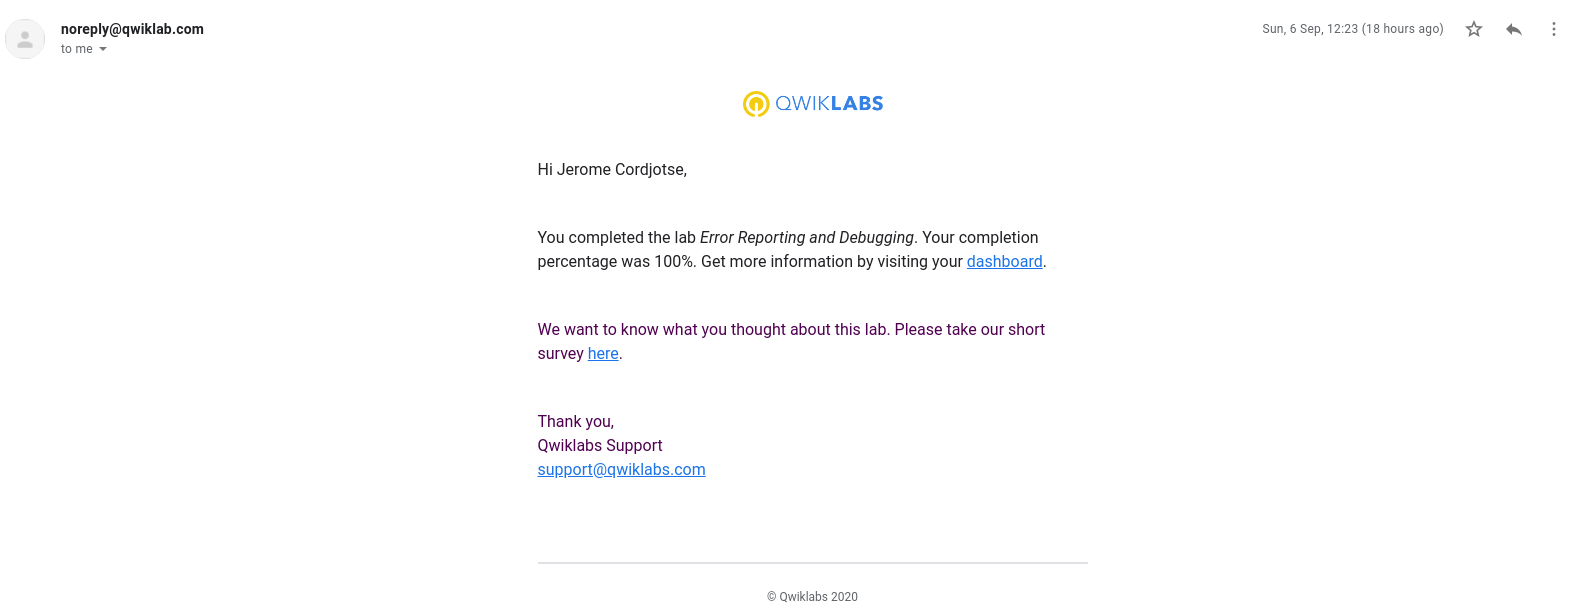 noreply@qwiklab.com
to me
Sun, 6 Sep, 12:23 (18 hours ago)
QWIKLABS
Hi Jerome Cordjotse,
You completed the lab Error Reporting and Debugging. Your completion
percentage was 100%. Get more information by visiting your dashboard.
We want to know what you thought about this lab. Please take our short
survey here.
Thank you,
Qwiklabs Support
support@qwiklabs.com
© Qwiklabs 2020